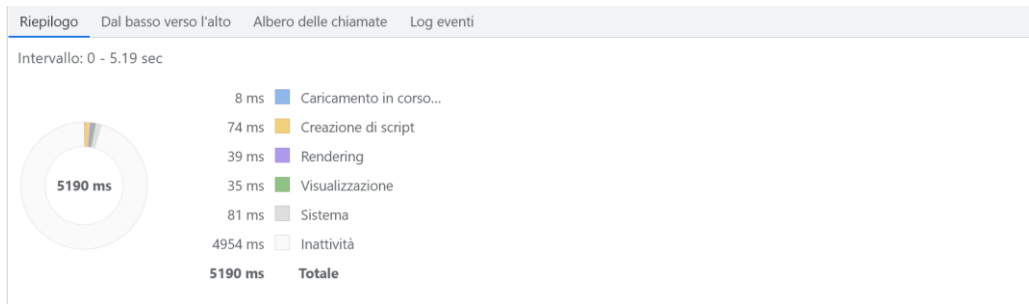 Riepilogo Dal basso verso l'alto Albero delle chiamate Log eventi
Intervallo: 0 - 5.19 sec
8 ms Caricamento in corso...
74 ms Creazione di script
39 ms Rendering
5190 ms 35 ms Visualizzazione
81 ms Sistema
4954 ms Inattività
5190 ms Totale